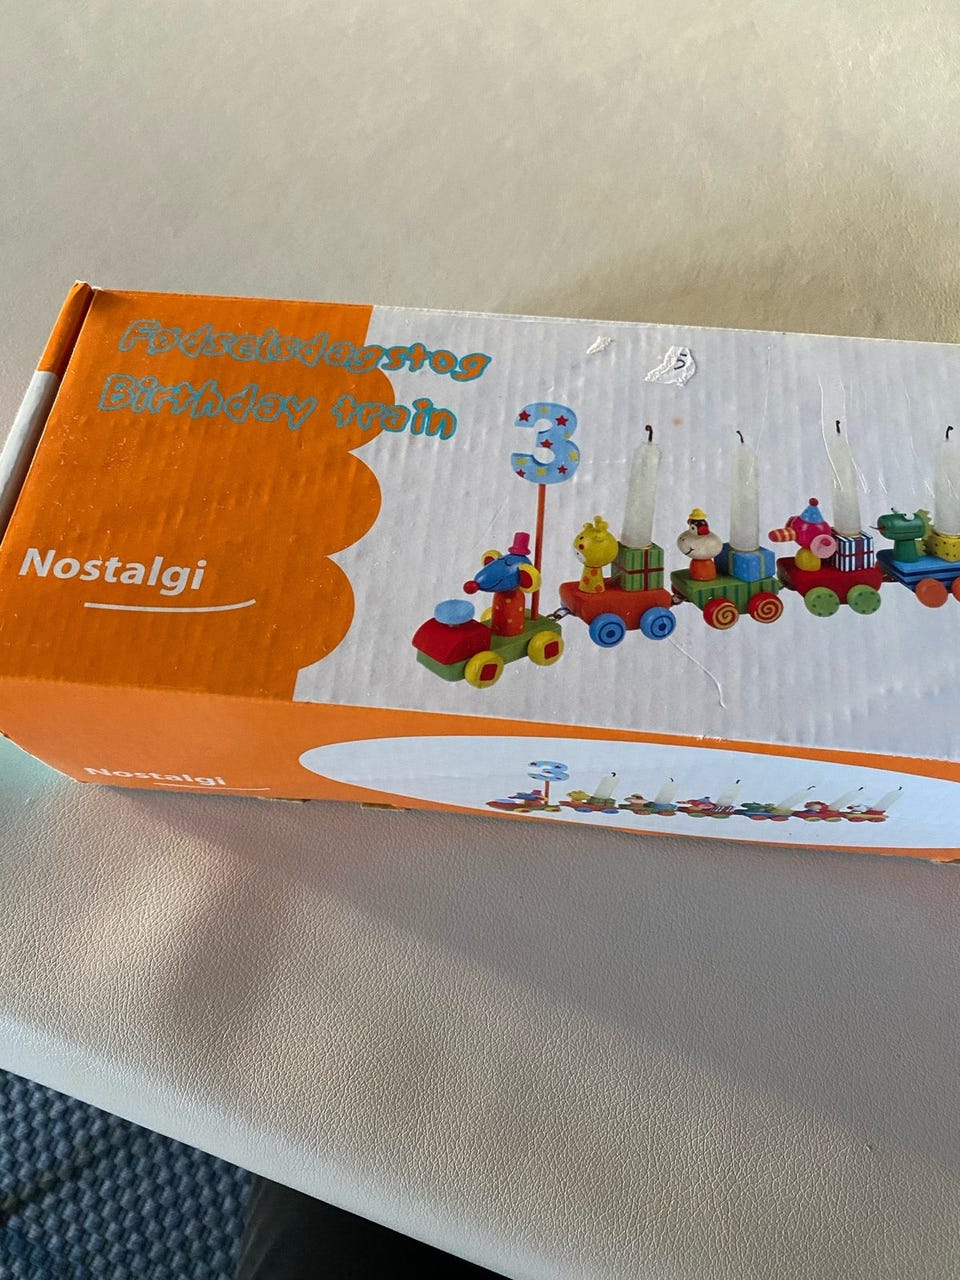 Fødselsdagstog
Birthday train
Nostalgi
3
Nostalgi
3